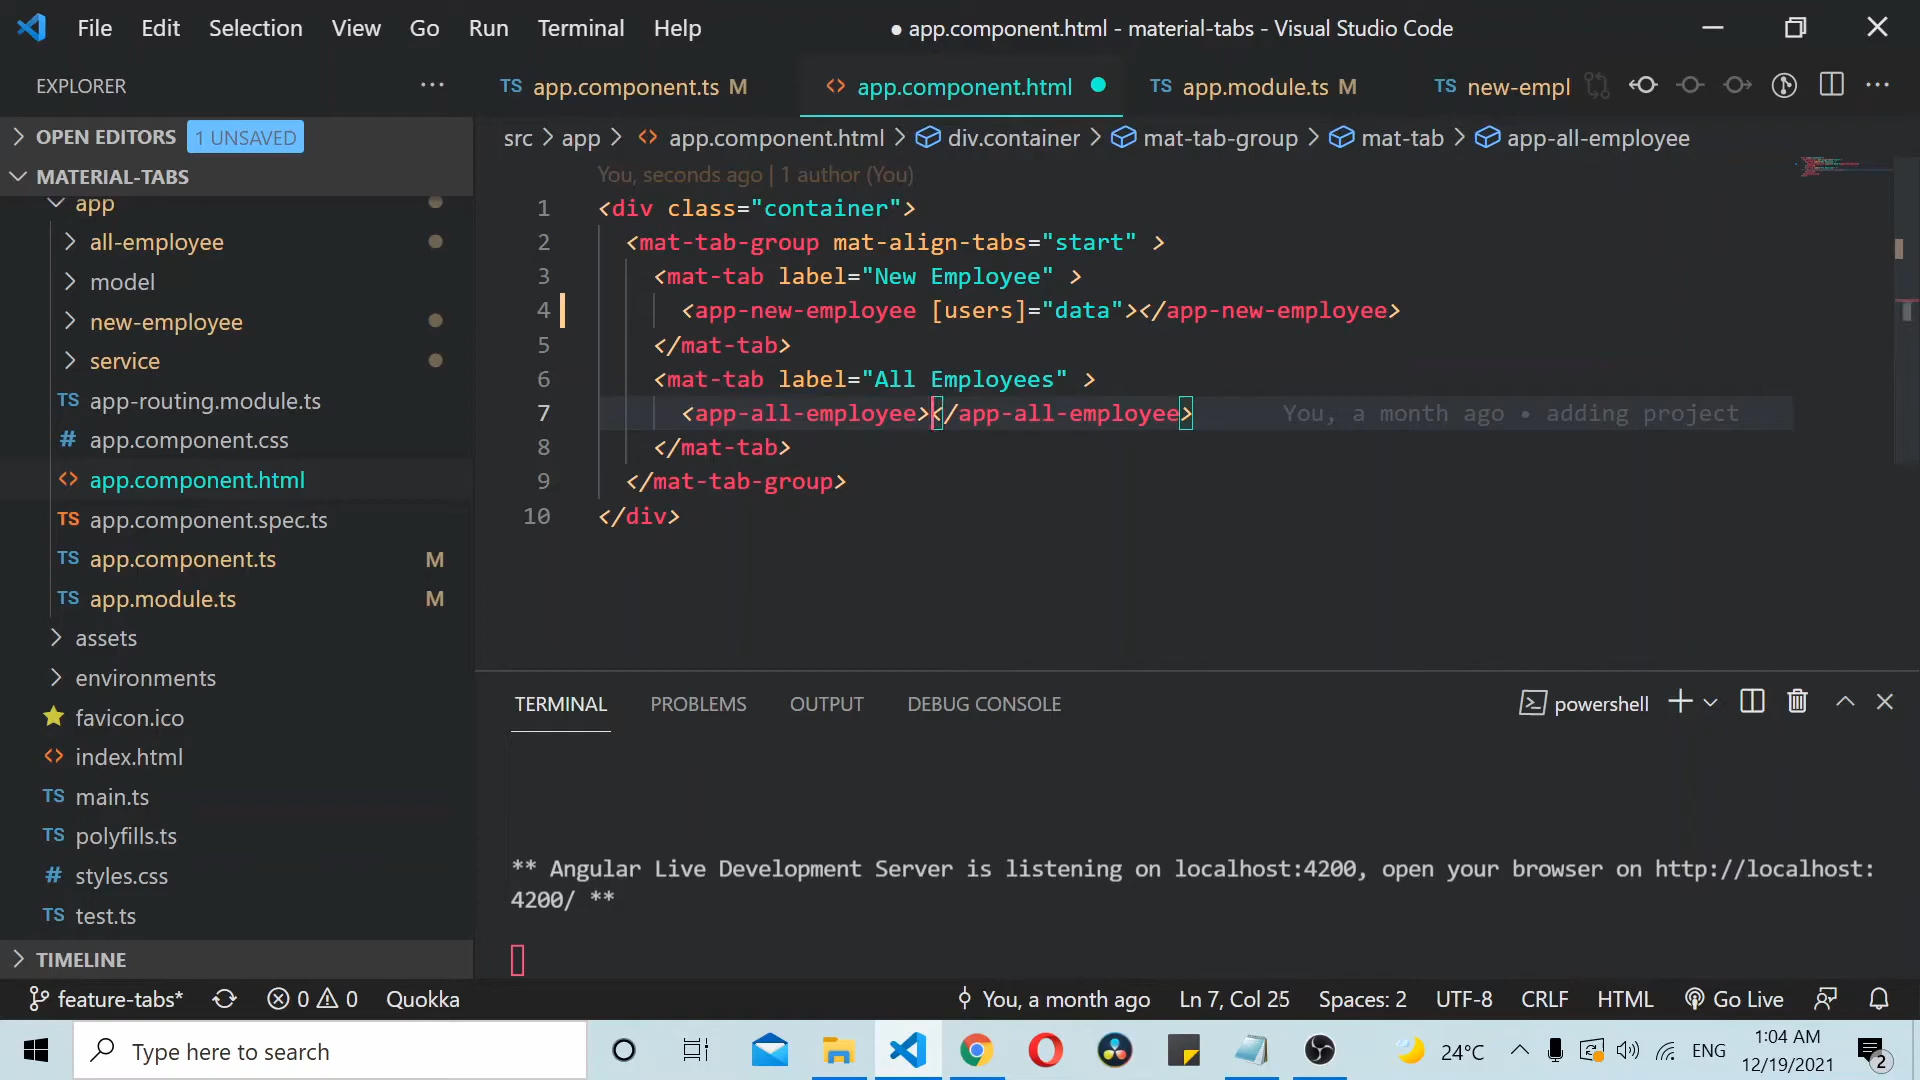 File Edit Selection View Go Run Terminal Help ● app.component.html - material-tabs - Visual Studio Code
EXPLORER ···
TS app.component.ts M <> app.component.html ● TS app.module.ts M TS new-empl
OPEN EDITORS 1 UNSAVED
src > app > <> app.component.html > div.container > mat-tab-group > mat-tab > app-all-employee
MATERIAL-TABS
You, seconds ago | 1 author (You)
app
all-employee
model
new-employee
service
TS app-routing.module.ts
# app.component.css
<> app.component.html
TS app.component.spec.ts
TS app.component.ts M
TS app.module.ts M
assets
environments
favicon.ico
<> index.html
TS main.ts
TS polyfills.ts
# styles.css
TS test.ts
TIMELINE
1 <div class="container">
2 <mat-tab-group mat-align-tabs="start" >
3 <mat-tab label="New Employee" >
4 <app-new-employee [users]="data"></app-new-employee>
5 </mat-tab>
6 <mat-tab label="All Employees" >
7 <app-all-employee></app-all-employee> You, a month ago • adding project
8 </mat-tab>
9 </mat-tab-group>
10 </div>
TERMINAL PROBLEMS OUTPUT DEBUG CONSOLE powershell
** Angular Live Development Server is listening on localhost:4200, open your browser on http://localhost:
4200/ **
feature-tabs* 0 0 Quokka You, a month ago Ln 7, Col 25 Spaces: 2 UTF-8 CRLF HTML Go Live
Type here to search 24°C ENG 1:04 AM
12/19/2021 2